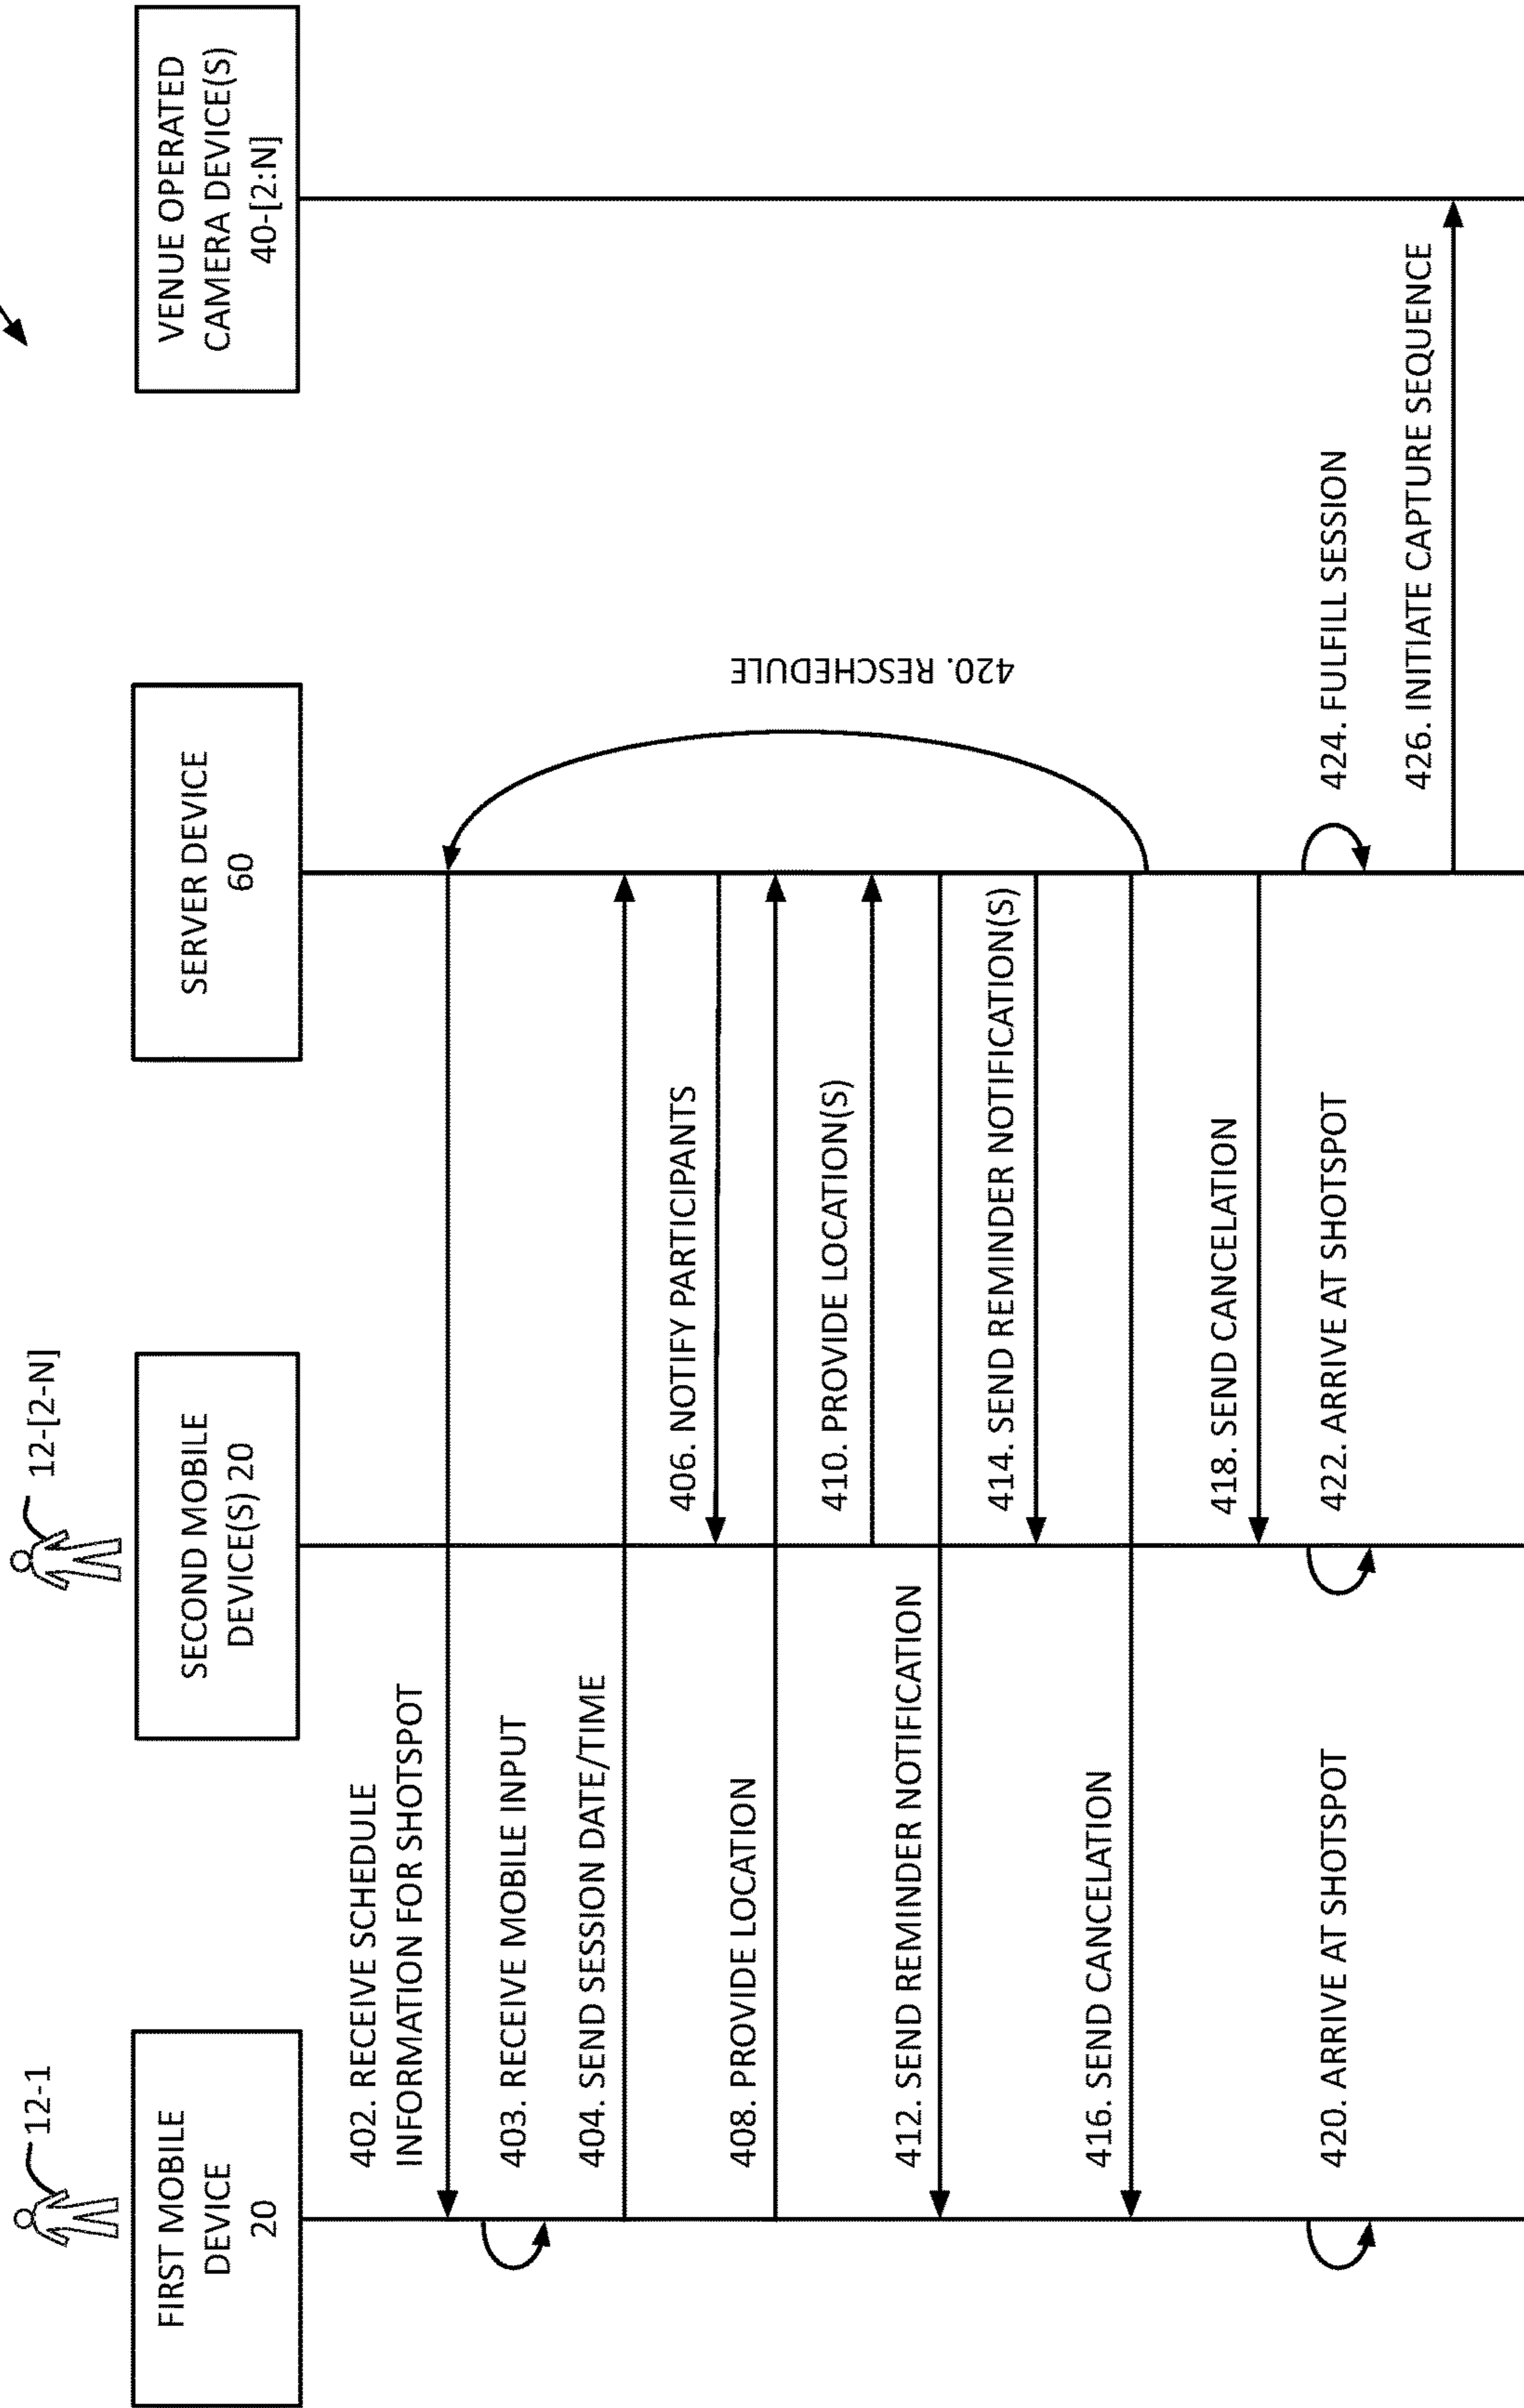 12-1
12-[2-N]
FIRST MOBILE
DEVICE
20
SECOND MOBILE
DEVICE(S) 20
SERVER DEVICE
60
VENUE OPERATED
CAMERA DEVICE(S)
40-[2:N]
402. RECEIVE SCHEDULE
INFORMATION FOR SHOTSPOT
403. RECEIVE MOBILE INPUT
404. SEND SESSION DATE/TIME
406. NOTIFY PARTICIPANTS
408. PROVIDE LOCATION
410. PROVIDE LOCATION(S)
412. SEND REMINDER NOTIFICATION
414. SEND REMINDER NOTIFICATION(S)
416. SEND CANCELATION
420. RESCHEDULE
418. SEND CANCELATION
420. ARRIVE AT SHOTSPOT
422. ARRIVE AT SHOTSPOT
424. FULFILL SESSION
426. INITIATE CAPTURE SEQUENCE